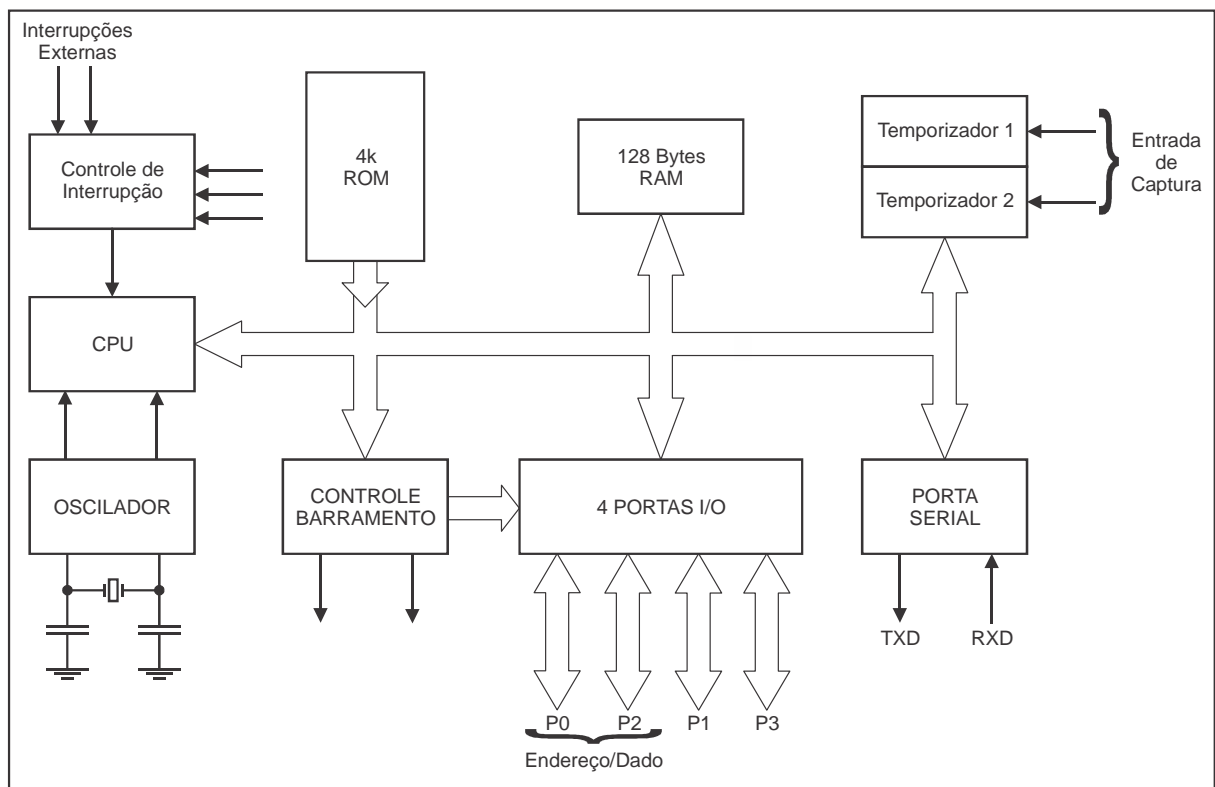 Interrupções
Externas
Controle de
Interrupção
4k
ROM
128 Bytes
RAM
Temporizador 1
Temporizador 2
Entrada
de
Captura
CPU
OSCILADOR
CONTROLE
BARRAMENTO
4 PORTAS I/O
PORTA
SERIAL
TXD
RXD
P0
P2
P1
P3
Endereço/Dado